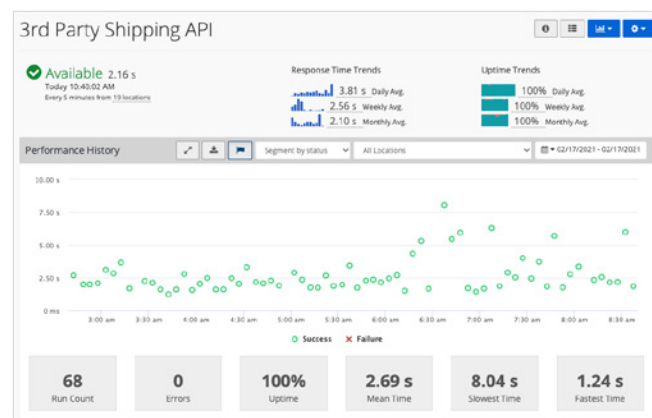 3rd Party Shipping API
Available 2.16 s
Today 10:40:02 AM
Every 5 minutes from 19 locations
Response Time Trends
3.81 s Daily Avg.
2.56 s Weekly Avg.
2.10 s Monthly Avg.
Uptime Trends
100% Daily Avg.
100% Weekly Avg.
100% Monthly Avg.
Performance History
Segment by status
All Locations
02/17/2021 - 02/17/2021
10.00 s
7.50 s
5.00 s
2.50 s
0 ms
3:00 am 3:30 am 4:00 am 4:30 am 5:00 am 5:30 am 6:00 am 6:30 am 7:00 am 7:30 am 8:00 am 8:30 am
Success Failure
68
Run Count
0
Errors
100%
Uptime
2.69 s
Mean Time
8.04 s
Slowest Time
1.24 s
Fastest Time